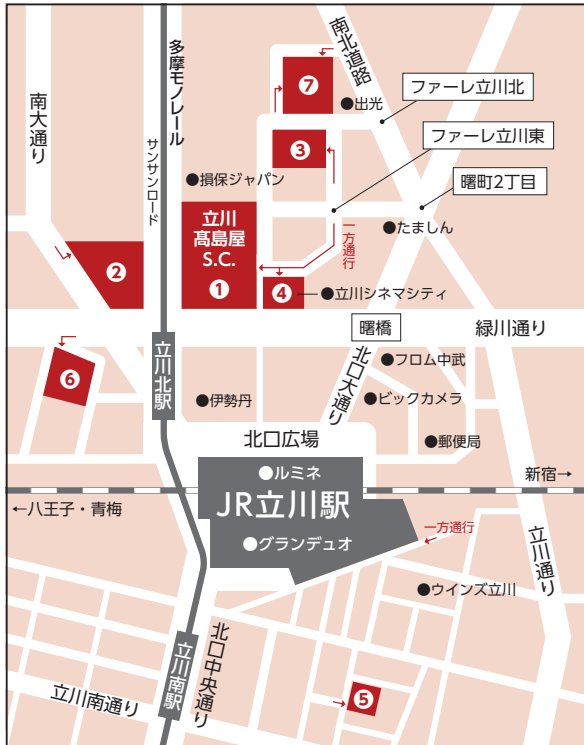 南北道路
多摩モノレール
❼
●出光
ファーレ立川北
南大通り
サンサンロード
❸
ファーレ立川東
●損保ジャパン
曙町2丁目
立川
髙島屋
S.C.
❶
一方通行
●たましん
❷
❹
●立川シネマシティ
曙橋
緑川通り
立川北駅
❻
●フロム中武
北口大通り
●伊勢丹
●ビックカメラ
北口広場
●郵便局
●ルミネ
新宿→
JR立川駅
←八王子・青梅
一方通行
立川通り
●グランデュオ
●ウインズ立川
立川南駅
北口中央通り
立川南通り
❺